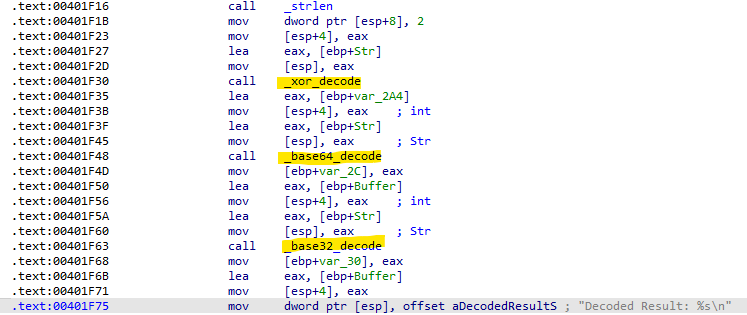 .text:00401F16 call _strlen
.text:00401F1B mov dword ptr [esp+8], 2
.text:00401F23 mov [esp+4], eax
.text:00401F27 lea eax, [ebp+Str]
.text:00401F2D mov [esp], eax
.text:00401F30 call _xor_decode
.text:00401F35 lea eax, [ebp+var_2A4]
.text:00401F3B mov [esp+4], eax ; int
.text:00401F3F lea eax, [ebp+Str]
.text:00401F45 mov [esp], eax ; Str
.text:00401F48 call _base64_decode
.text:00401F4D mov [ebp+var_2C], eax
.text:00401F50 lea eax, [ebp+Buffer]
.text:00401F56 mov [esp+4], eax ; int
.text:00401F5A lea eax, [ebp+Str]
.text:00401F60 mov [esp], eax ; Str
.text:00401F63 call _base32_decode
.text:00401F68 mov [ebp+var_30], eax
.text:00401F6B lea eax, [ebp+Buffer]
.text:00401F71 mov [esp+4], eax
.text:00401F75 mov dword ptr [esp], offset aDecodedResultS ; "Decoded Result: %s\n"